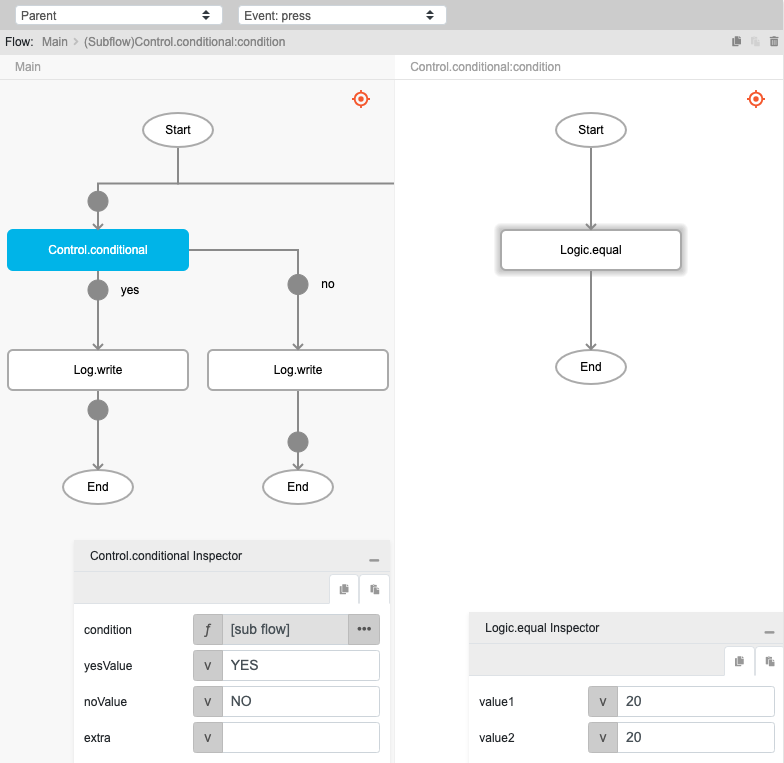 Parent Event: press
Flow: Main > (Subflow)Control.conditional:condition
Main
Control.conditional:condition
Start
Control.conditional
yes
no
Log.write
Log.write
End
End
Control.conditional Inspector
condition f [sub flow] •••
yesValue v YES
noValue v NO
extra v
Start
Logic.equal
End
Logic.equal Inspector
value1 v 20
value2 v 20